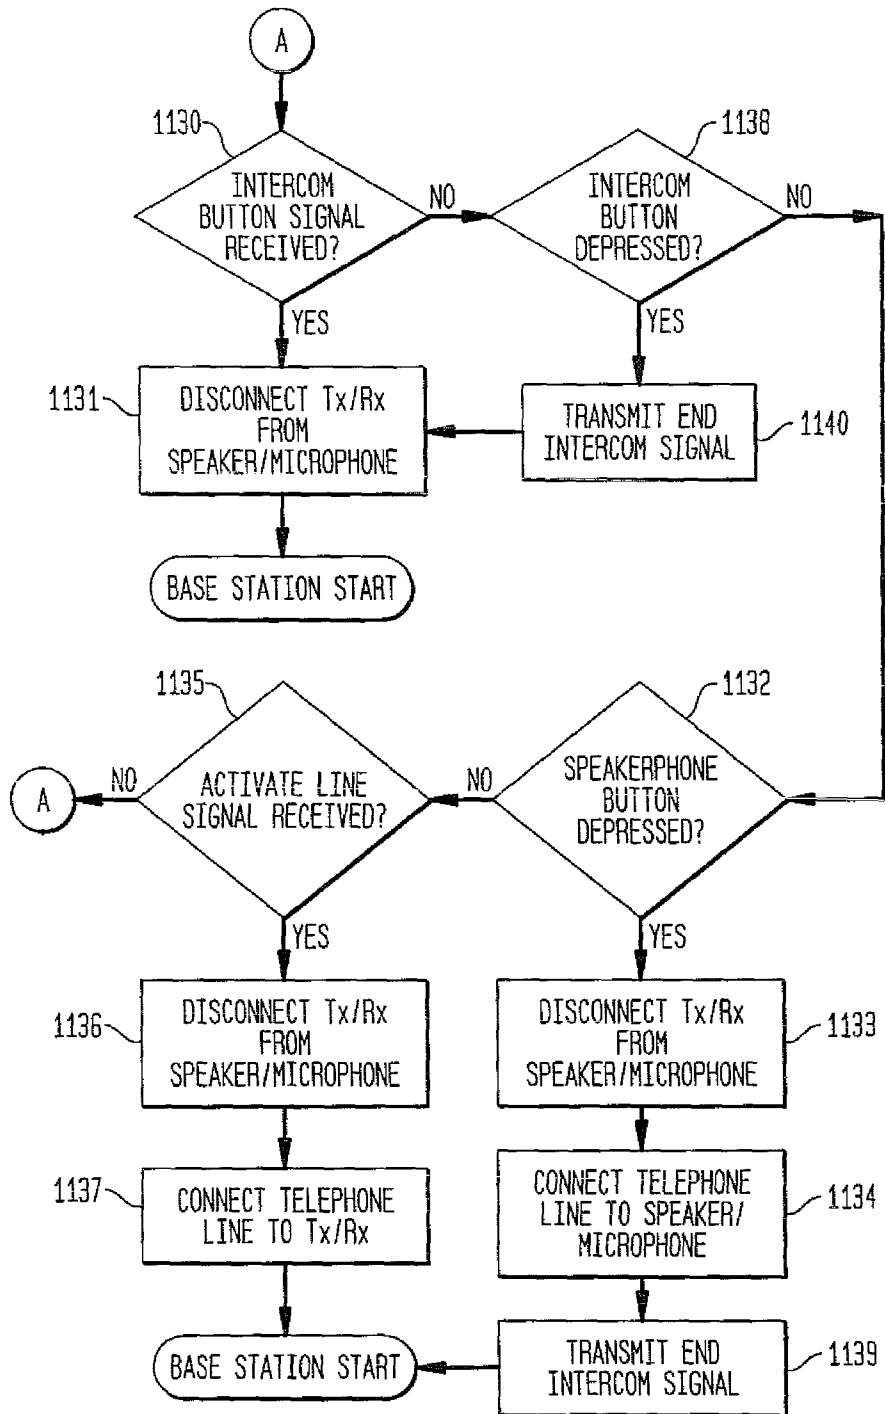 A
1130
INTERCOM
BUTTON SIGNAL
RECEIVED?
NO
YES
1138
INTERCOM
BUTTON
DEPRESSED?
NO
YES
1131
DISCONNECT Tx/Rx
FROM
SPEAKER/MICROPHONE
TRANSMIT END
INTERCOM SIGNAL
1140
BASE STATION START
1135
ACTIVATE LINE
SIGNAL RECEIVED?
NO
A
YES
1132
SPEAKERPHONE
BUTTON
DEPRESSED?
NO
YES
1136
DISCONNECT Tx/Rx
FROM
SPEAKER/MICROPHONE
DISCONNECT Tx/Rx
FROM
SPEAKER/MICROPHONE
1133
1137
CONNECT TELEPHONE
LINE TO Tx/Rx
CONNECT TELEPHONE
LINE TO SPEAKER/
MICROPHONE
1134
BASE STATION START
TRANSMIT END
INTERCOM SIGNAL
1139